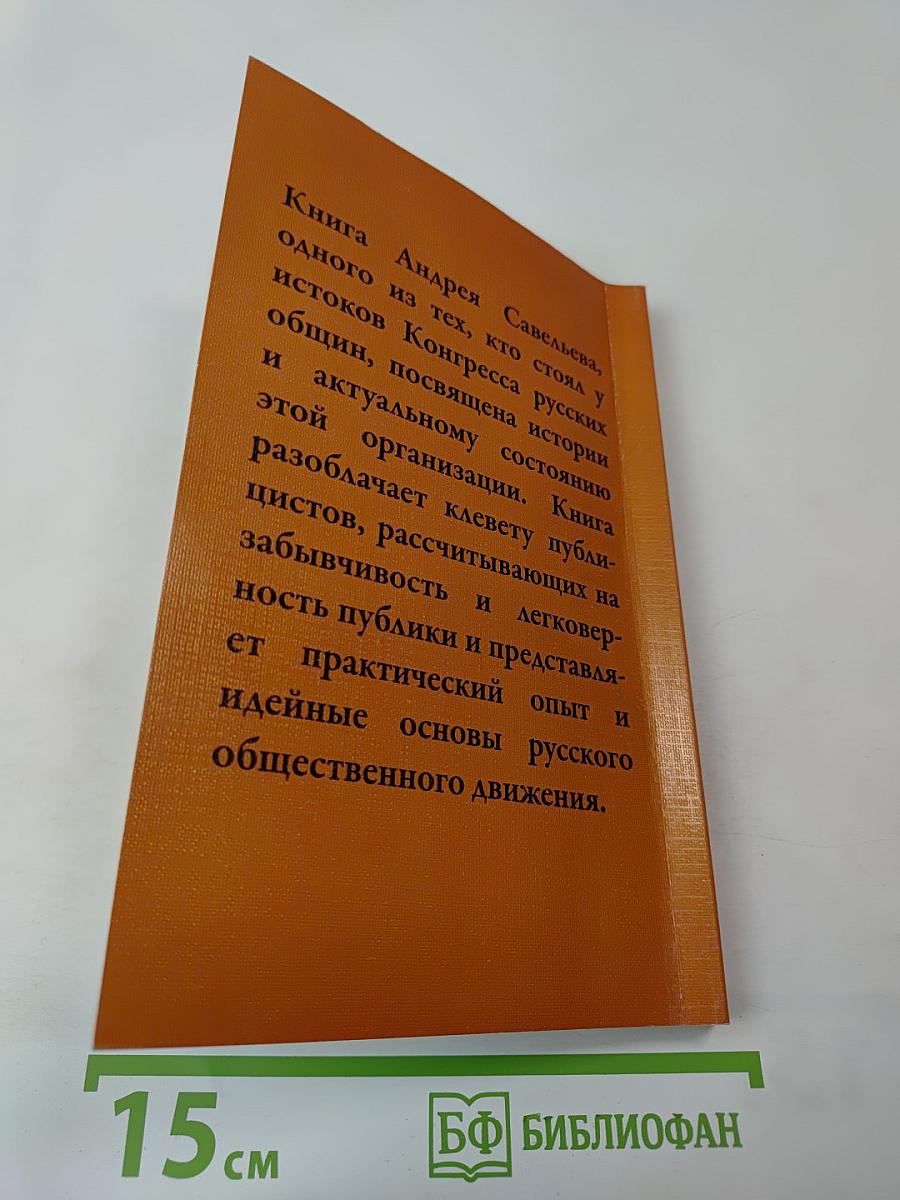 Книга Андрея Савельева,
одного из тех, кто стоял у
истоков Конгресса русских
общин, посвящена истории
и актуальному состоянию
этой организации. Книга
разоблачает клевету публи-
цистов, рассчитывающих на
забывчивость и легковер-
ность публики и представля-
ет практический опыт и
идейные основы русского
общественного движения.
15 см
БФ БИБЛИОФАН